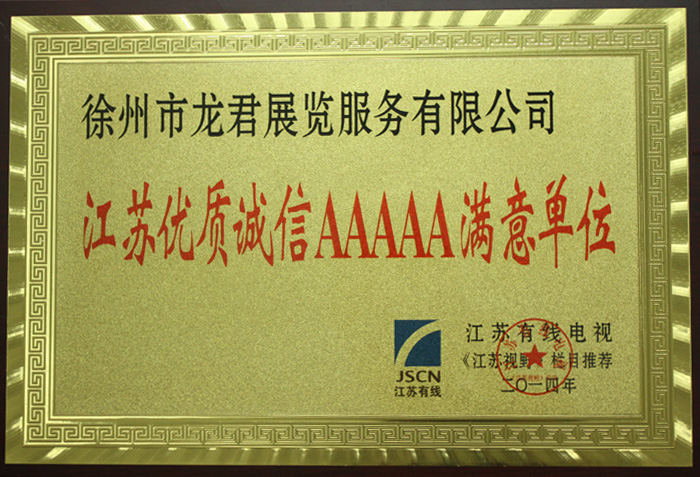 徐州市龙君展览服务有限公司
江苏优质诚信AAAAA满意单位
JSCN
江苏有线
江苏有线电视
《江苏视野》栏目推荐
二〇一四年